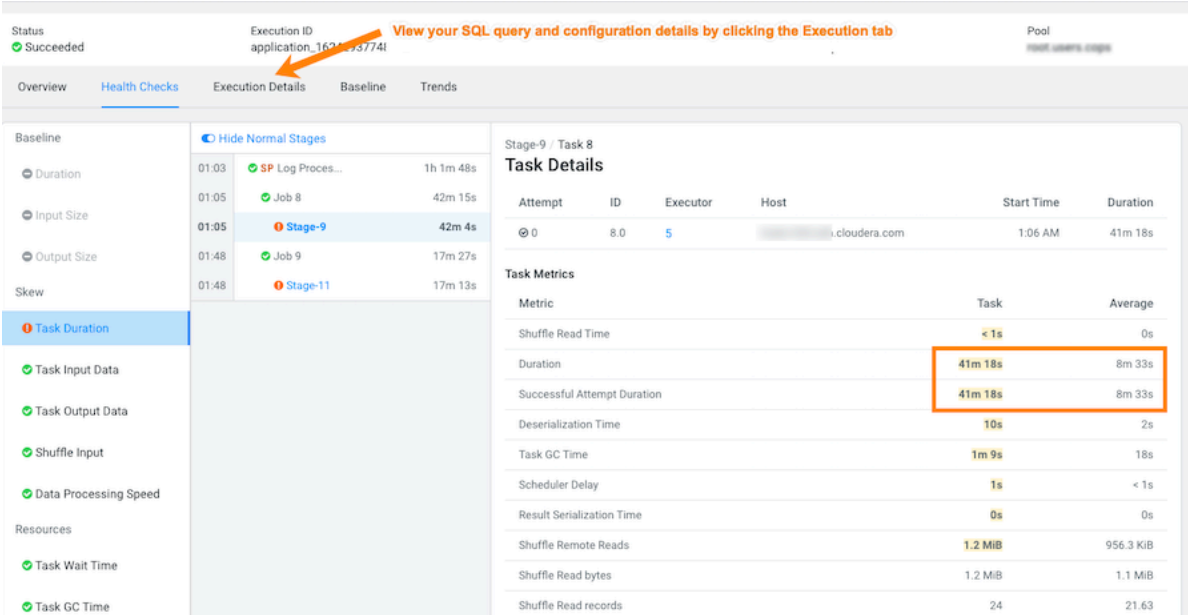 Status
Succeeded
Execution ID
View your SQL query and configuration details by clicking the Execution tab
Pool
Overview Health Checks Execution Details Baseline Trends
Baseline
Duration
Input Size
Output Size
Skew
Task Duration
Task Input Data
Task Output Data
Shuffle Input
Data Processing Speed
Resources
Task Wait Time
Task GC Time
Hide Normal Stages
01:03 SP Log Proces... 1h 1m 48s
01:05 Job 8 42m 15s
01:05 Stage-9 42m 4s
01:48 Job 9 17m 27s
01:48 Stage-11 17m 13s
Stage-9 / Task 8
Task Details
Attempt ID Executor Host Start Time Duration
0 8.0 5 .cloudera.com 1:06 AM 41m 18s
Task Metrics
Metric Task Average
Shuffle Read Time < 1s 0s
Duration 41m 18s 8m 33s
Successful Attempt Duration 41m 18s 8m 33s
Deserialization Time 10s 2s
Task GC Time 1m 9s 18s
Scheduler Delay 1s < 1s
Result Serialization Time 0s 0s
Shuffle Remote Reads 1.2 MiB 956.3 KiB
Shuffle Read bytes 1.2 MiB 1.1 MiB
Shuffle Read records 24 21.63